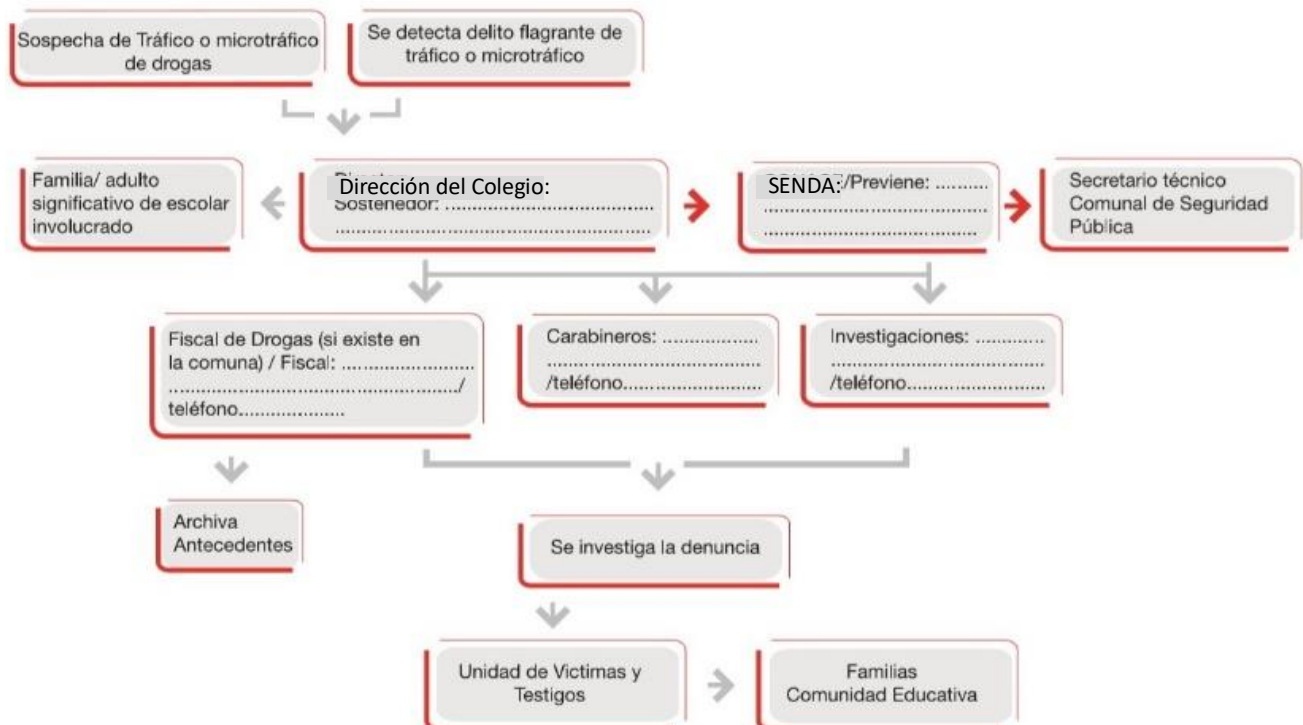 Sospecha de Tráfico o microtráfico
de drogas
Se detecta delito flagrante de
tráfico o microtráfico
Familia/ adulto
significativo de escolar
involucrado
Dirección del Colegio:
Sostenedor: ....................................................
................................................................
SENDA:/Previene: ...........
............................................
...........................................
Secretario técnico
Comunal de Seguridad
Pública
Fiscal de Drogas (si existe en
la comuna) / Fiscal: ..........................
........................................................../
teléfono.....................
Carabineros: ...................
...........................................
/teléfono............................
Investigaciones: ..............
...........................................
/teléfono............................
Archiva
Antecedentes
Se investiga la denuncia
Unidad de Victimas y
Testigos
Familias
Comunidad Educativa